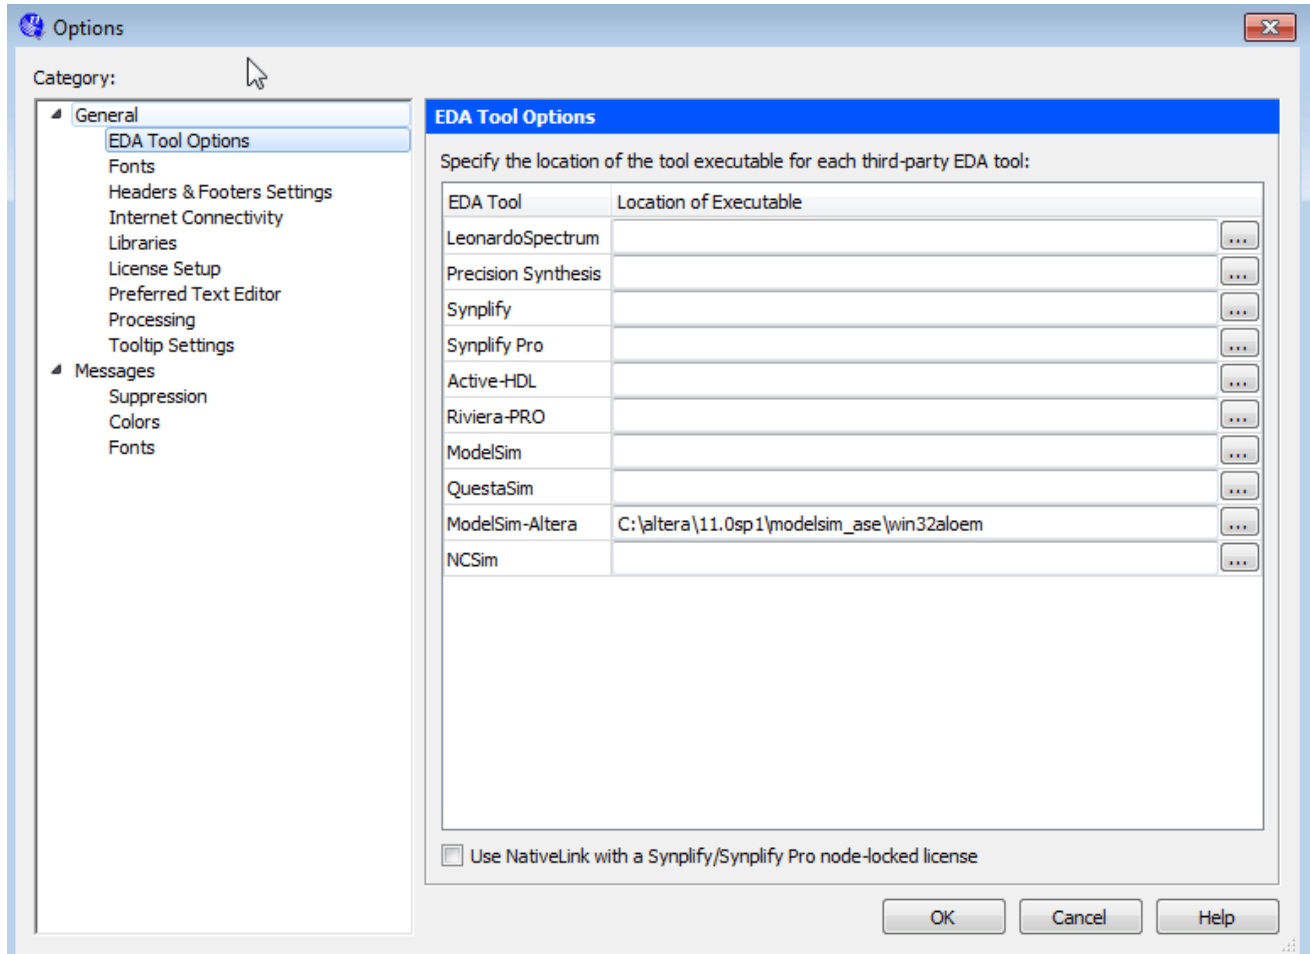 Options
Category:
General
EDA Tool Options
Fonts
Headers & Footers Settings
Internet Connectivity
Libraries
License Setup
Preferred Text Editor
Processing
Tooltip Settings
Messages
Suppression
Colors
Fonts
EDA Tool Options
Specify the location of the tool executable for each third-party EDA tool:
EDA Tool Location of Executable
LeonardoSpectrum ...
Precision Synthesis ...
Synplify ...
Synplify Pro ...
Active-HDL ...
Riviera-PRO ...
ModelSim ...
QuestaSim ...
ModelSim-Altera C:\altera\11.0sp1\modelsim_ase\win32aloem ...
NCSim ...
Use NativeLink with a Synplify/Synplify Pro node-locked license
OK Cancel Help